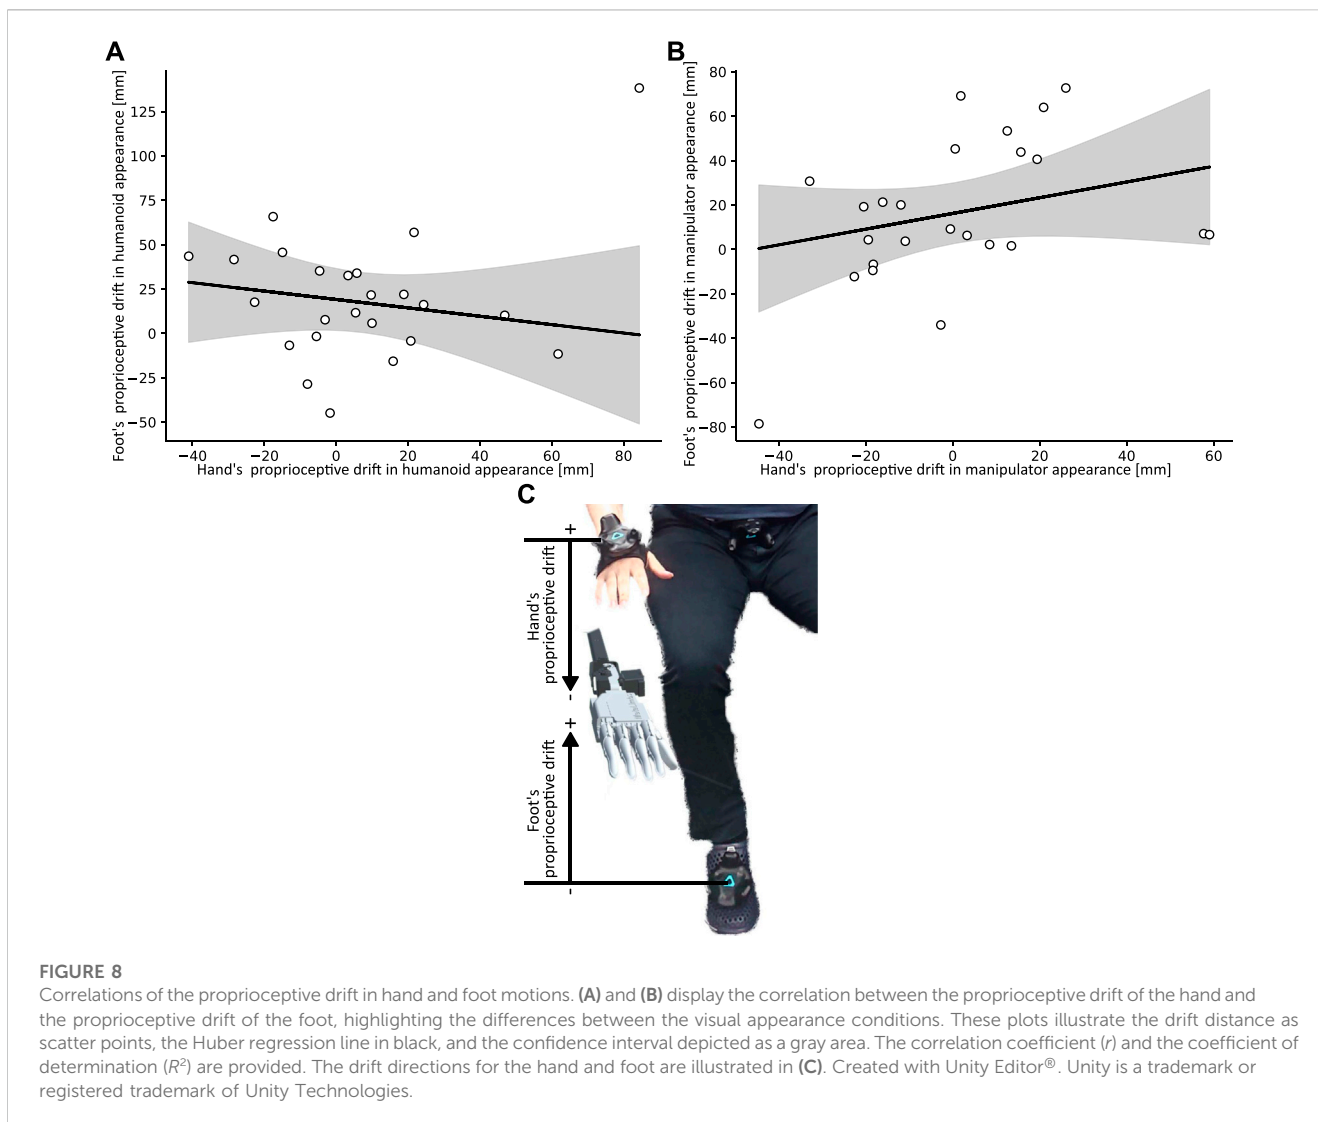 A
B
Foot's proprioceptive drift in humanoid appearance [mm]
125
100
75
50
25
0
−25
−50
−40
−20
0
20
40
60
80
Hand's proprioceptive drift in humanoid appearance [mm]
Foot's proprioceptive drift in manipulator appearance [mm]
80
60
40
20
0
−20
−40
−60
−80
−40
−20
0
20
40
60
Hand's proprioceptive drift in manipulator appearance [mm]
C
+
Hand's
proprioceptive drift
-
+
Foot's
proprioceptive drift
-
FIGURE 8
Correlations of the proprioceptive drift in hand and foot motions. (A) and (B) display the correlation between the proprioceptive drift of the hand and
the proprioceptive drift of the foot, highlighting the differences between the visual appearance conditions. These plots illustrate the drift distance as
scatter points, the Huber regression line in black, and the confidence interval depicted as a gray area. The correlation coefficient (r) and the coefficient of
determination (R²) are provided. The drift directions for the hand and foot are illustrated in (C). Created with Unity Editor®. Unity is a trademark or
registered trademark of Unity Technologies.